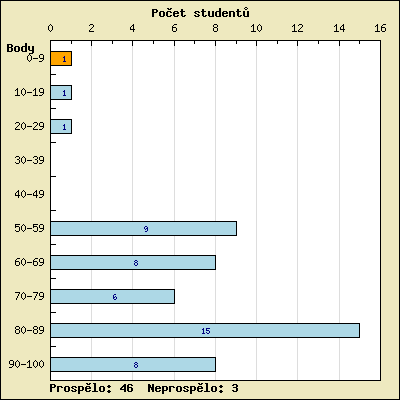 Počet studentů
0 2 4 6 8 10 12 14 16
Body
0-9 1
10-19 1
20-29 1
30-39
40-49
50-59 9
60-69 8
70-79 6
80-89 15
90-100 8
Prospělo: 46 Neprospělo: 3